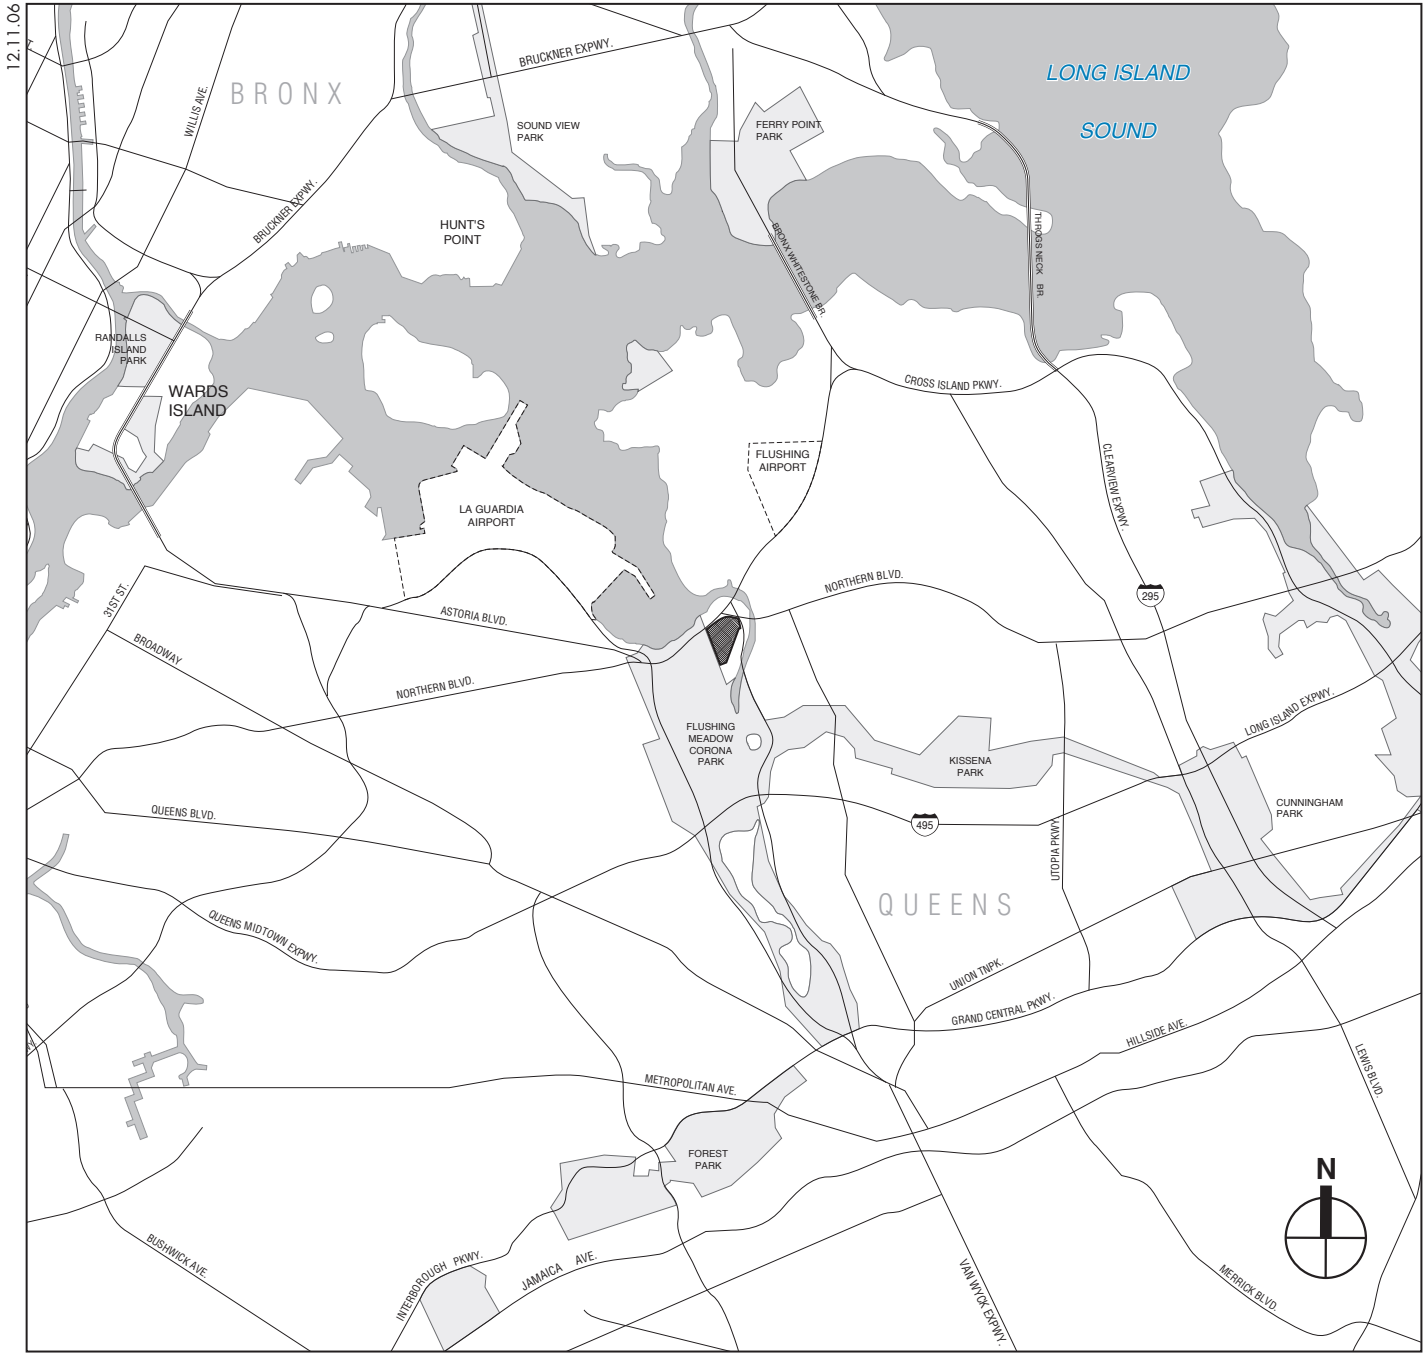 12.11.06
BRUCKNER EXPWY.
LONG ISLAND
SOUND
BRONX
WILLIS AVE.
SOUND VIEW
PARK
FERRY POINT
PARK
BRUCKNER EXPWY.
HUNT'S
POINT
BRONX WHITESTONE BR.
THROGS NECK BR.
RANDALLS
ISLAND
PARK
WARDS
ISLAND
CROSS ISLAND PKWY.
FLUSHING
AIRPORT
CLEARVIEW EXPWY.
LA GUARDIA
AIRPORT
31ST ST.
ASTORIA BLVD.
NORTHERN BLVD.
295
BROADWAY
NORTHERN BLVD.
LONG ISLAND EXPWY.
FLUSHING
MEADOW
CORONA
PARK
KISSENA
PARK
CUNNINGHAM
PARK
QUEENS BLVD.
495
UTOPIA PKWY.
QUEENS
QUEENS MIDTOWN EXPWY.
UNION TNPK.
GRAND CENTRAL PKWY.
HILLSIDE AVE.
LEWIS BLVD.
METROPOLITAN AVE.
FOREST
PARK
N
BUSHWICK AVE.
INTERBOROUGH PKWY.
JAMAICA AVE.
VAN WYCK EXPWY.
MERRICK BLVD.